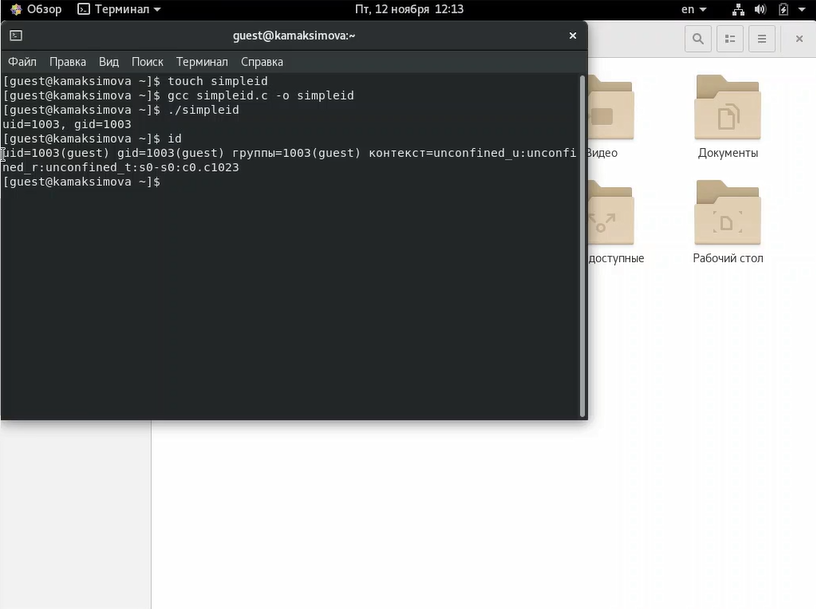 Обзор Терминал Пт, 12 ноября 12:13 en
guest@kamaksimova:~
Файл Правка Вид Поиск Терминал Справка
[guest@kamaksimova ~]$ touch simpleid
[guest@kamaksimova ~]$ gcc simpleid.c -o simpleid
[guest@kamaksimova ~]$ ./simpleid
uid=1003, gid=1003
[guest@kamaksimova ~]$ id
uid=1003(guest) gid=1003(guest) группы=1003(guest) контекст=unconfined_u:unconfi
ned_r:unconfined_t:s0-s0:c0.c1023
[guest@kamaksimova ~]$
Видео Документы
доступные Рабочий стол